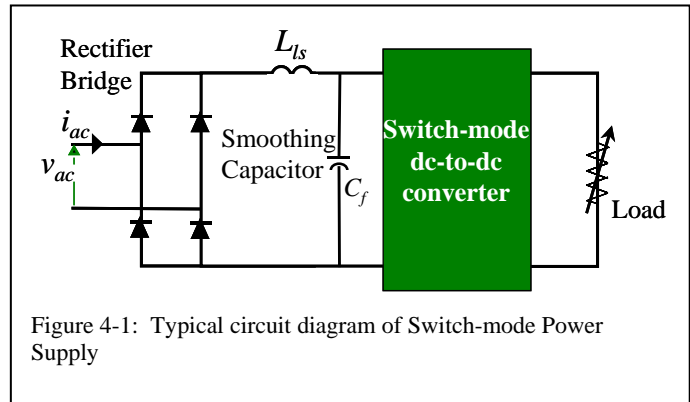 Rectifier
Bridge
L_ls
i_ac
v_ac
Smoothing
Capacitor
C_f
Switch-mode
dc-to-dc
converter
Load
Figure 4-1: Typical circuit diagram of Switch-mode Power
Supply